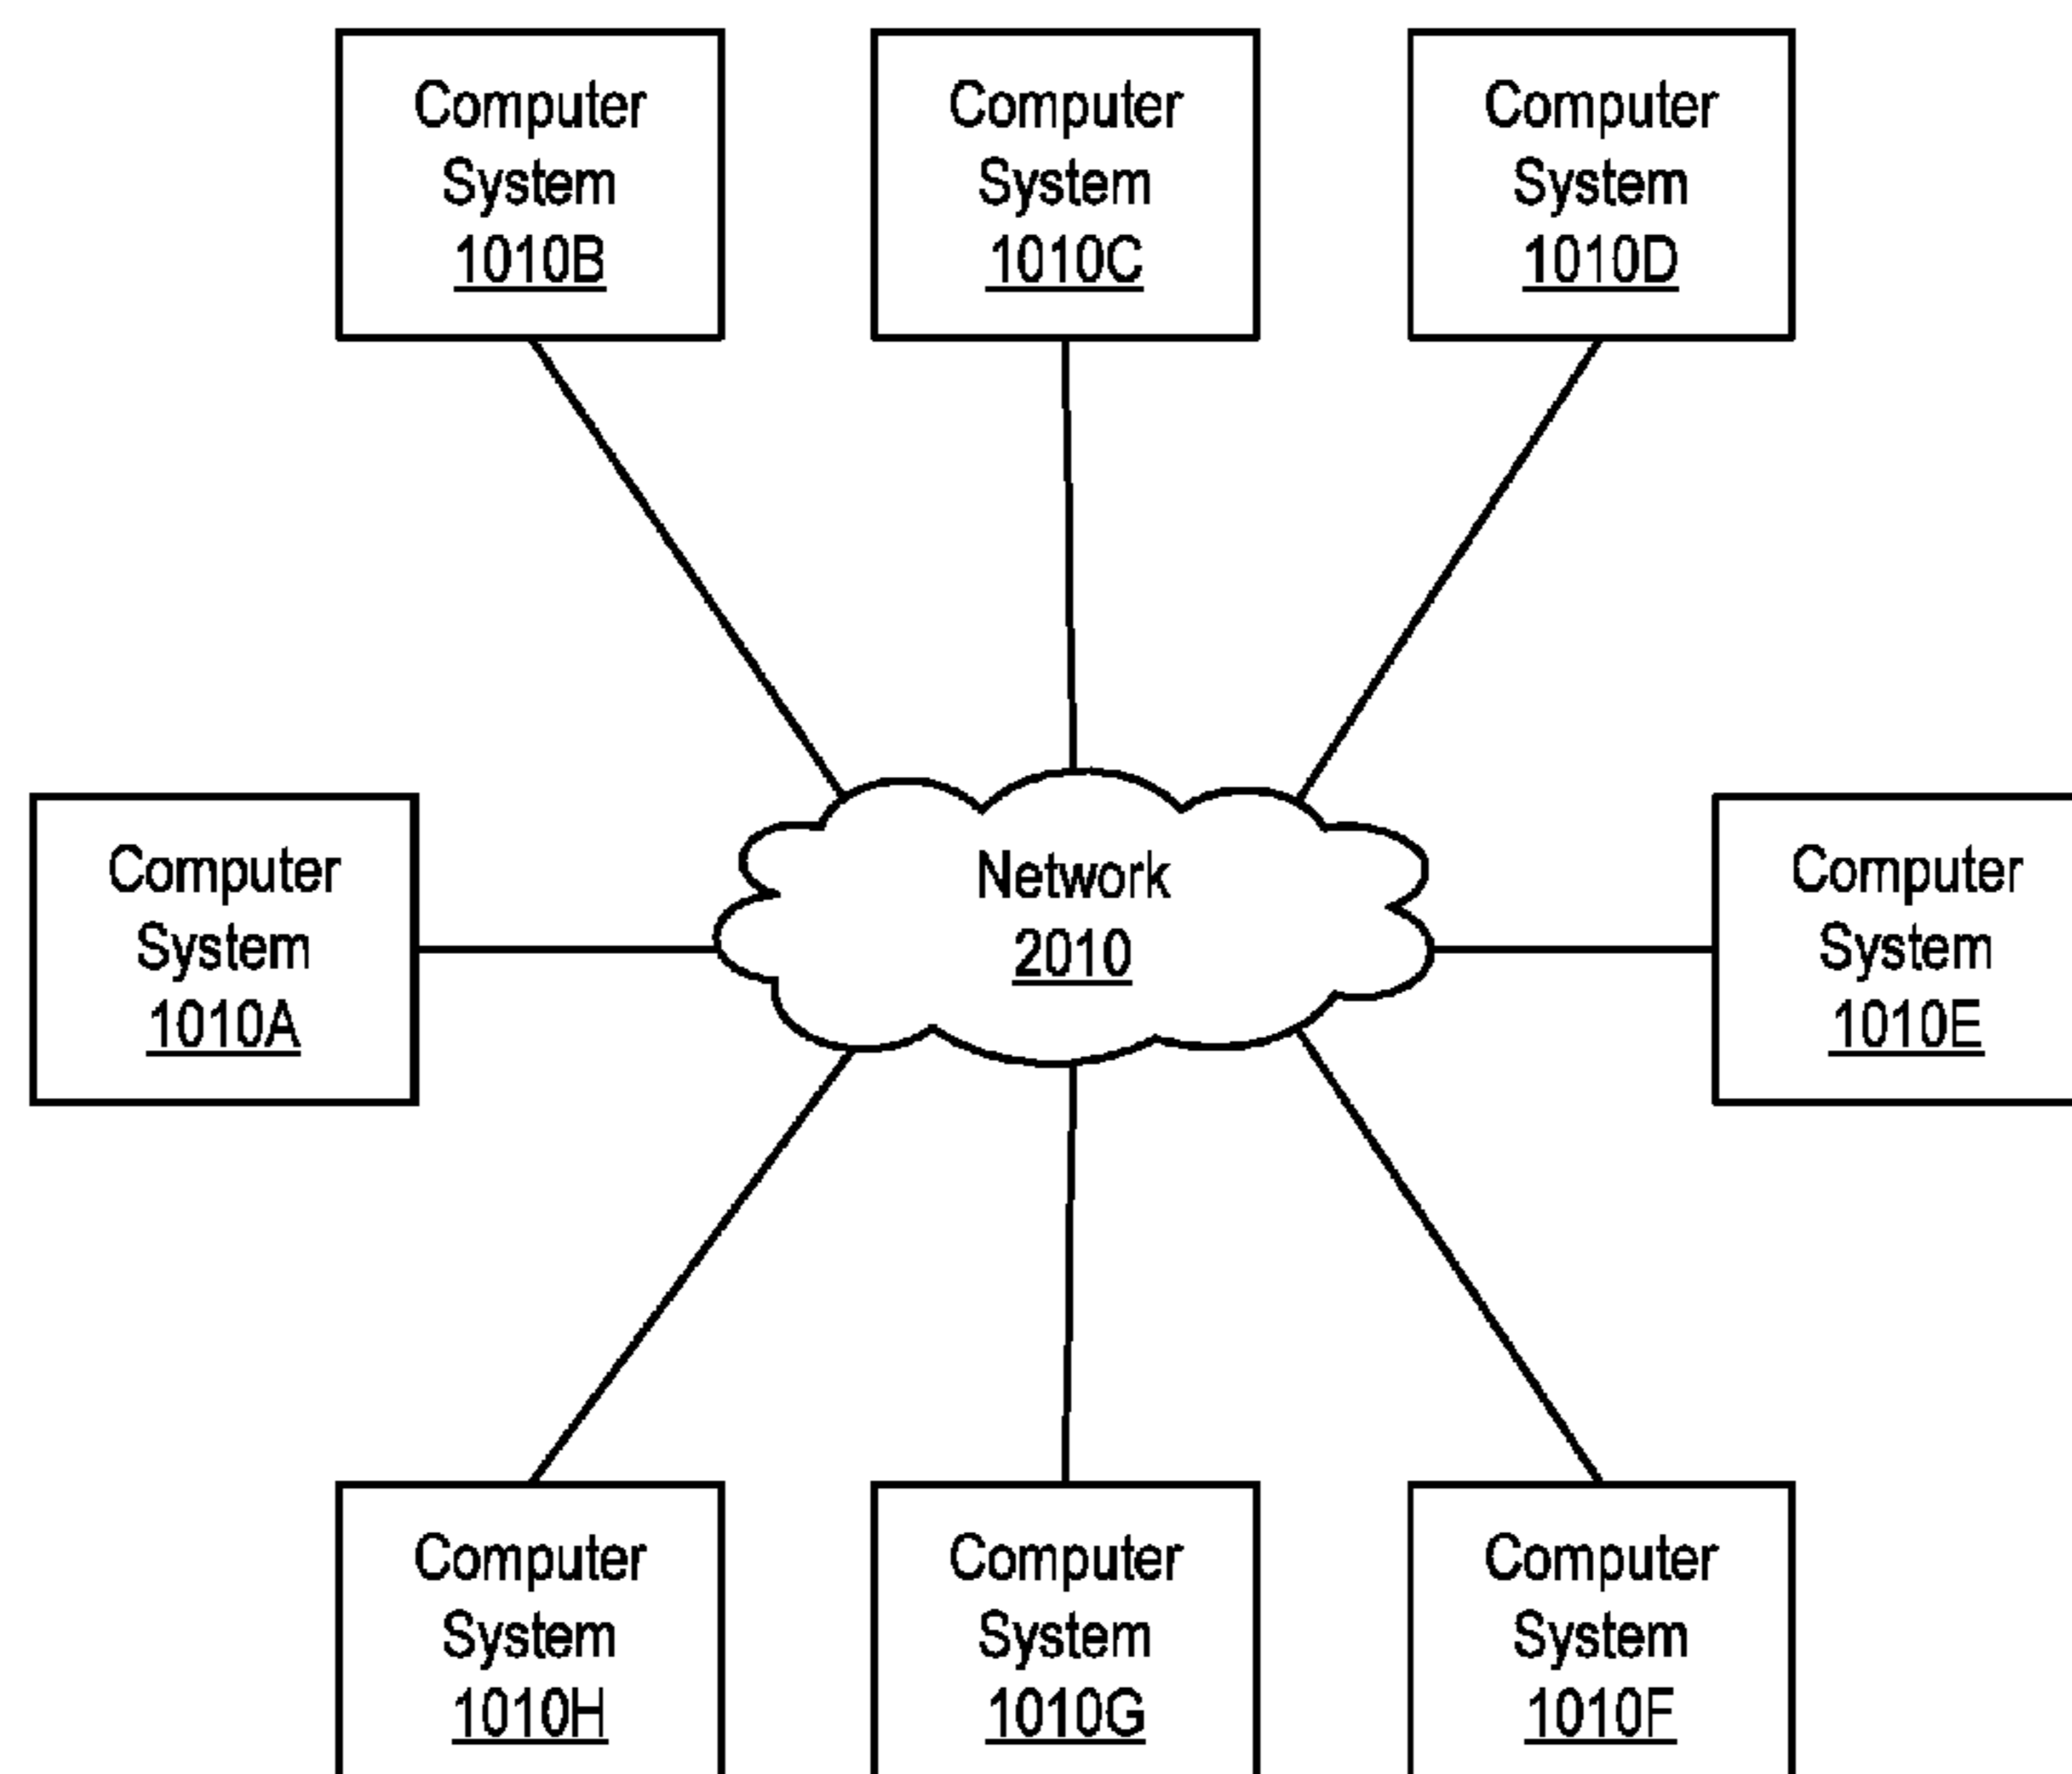 Computer
System
1010B
Computer
System
1010C
Computer
System
1010D
Computer
System
1010A
Network
2010
Computer
System
1010E
Computer
System
1010H
Computer
System
1010G
Computer
System
1010F